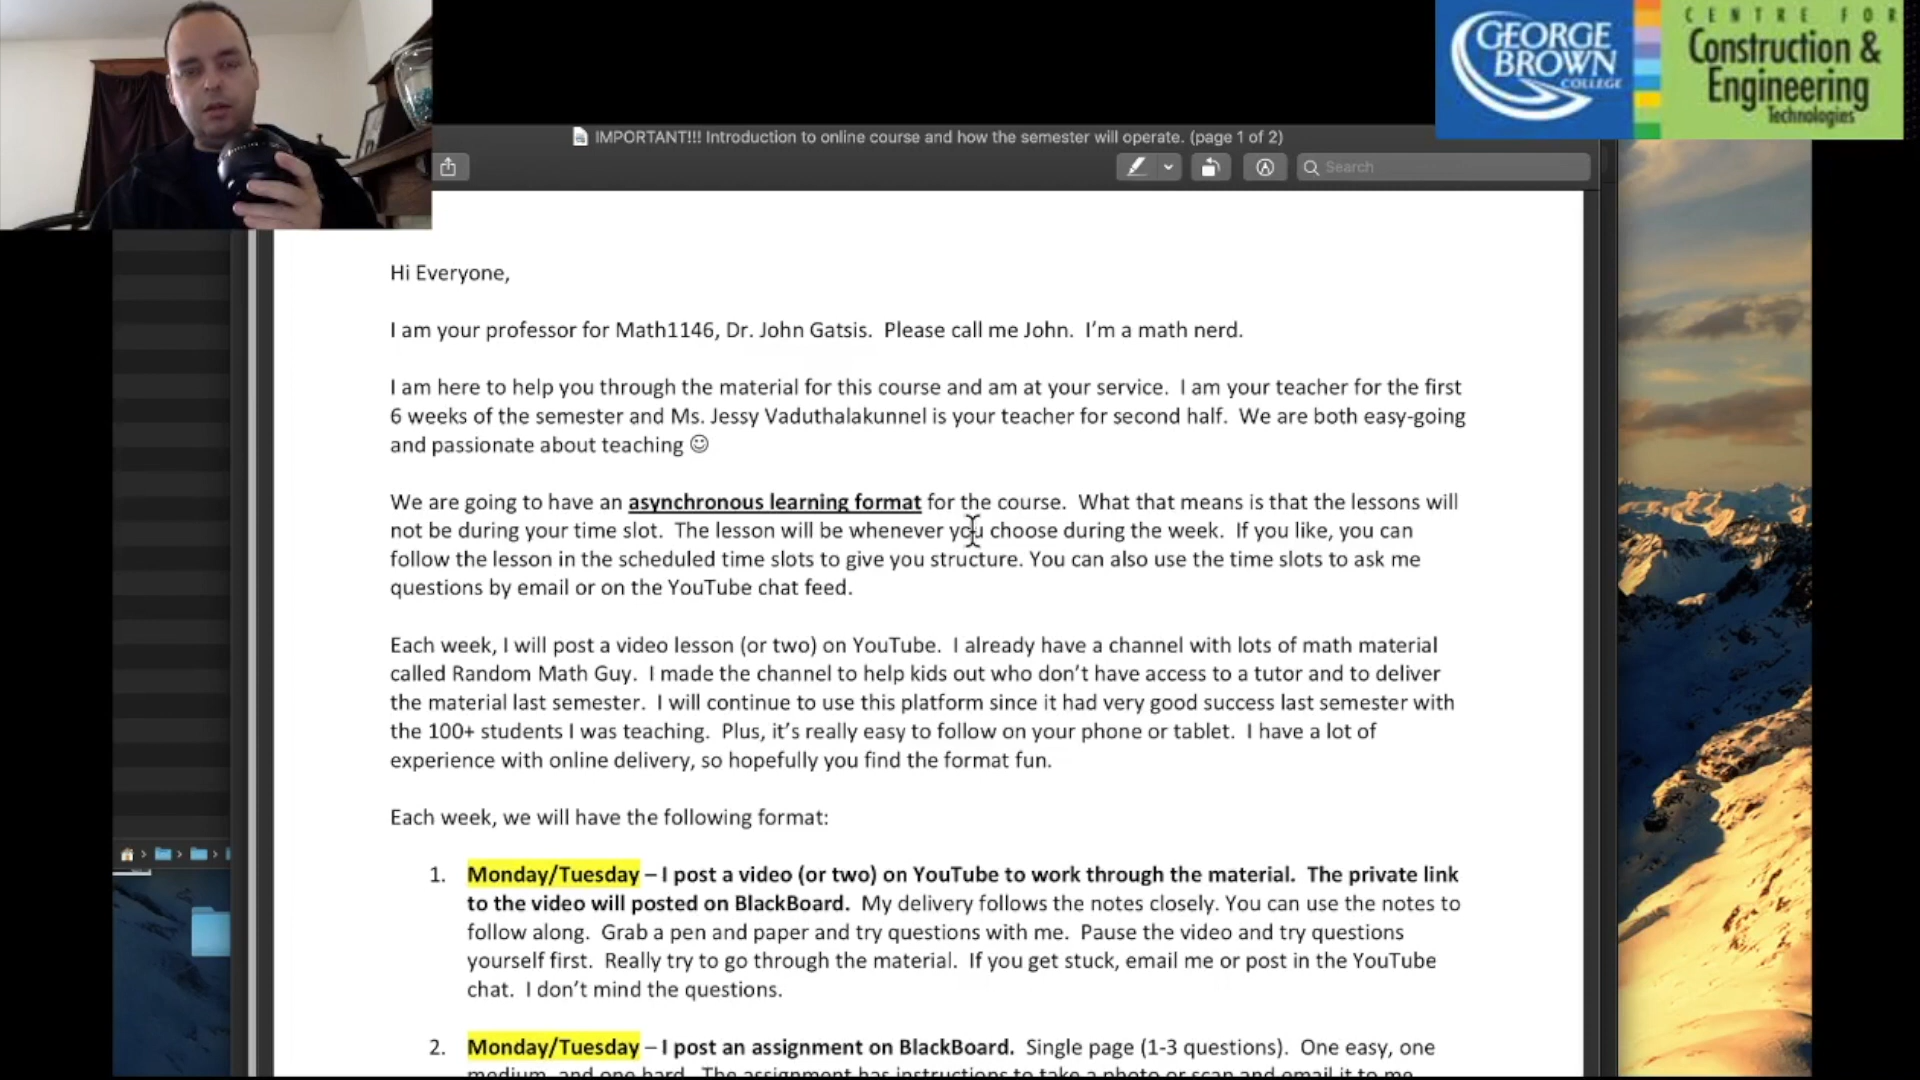 GEORGE
BROWN
COLLEGE
CENTRE FOR
Construction &
Engineering
Technologies
IMPORTANT!!! Introduction to online course and how the semester will operate. (page 1 of 2)
Search
Hi Everyone,
I am your professor for Math1146, Dr. John Gatsis.  Please call me John.  I’m a math nerd.
I am here to help you through the material for this course and am at your service.  I am your teacher for the first
6 weeks of the semester and Ms. Jessy Vaduthalakunnel is your teacher for second half.  We are both easy-going
and passionate about teaching ☺
We are going to have an asynchronous learning format for the course.  What that means is that the lessons will
not be during your time slot.  The lesson will be whenever you choose during the week.  If you like, you can
follow the lesson in the scheduled time slots to give you structure. You can also use the time slots to ask me
questions by email or on the YouTube chat feed.
Each week, I will post a video lesson (or two) on YouTube.  I already have a channel with lots of math material
called Random Math Guy.  I made the channel to help kids out who don’t have access to a tutor and to deliver
the material last semester.  I will continue to use this platform since it had very good success last semester with
the 100+ students I was teaching.  Plus, it’s really easy to follow on your phone or tablet.  I have a lot of
experience with online delivery, so hopefully you find the format fun.
Each week, we will have the following format:
1. Monday/Tuesday – I post a video (or two) on YouTube to work through the material.  The private link
to the video will posted on BlackBoard.  My delivery follows the notes closely. You can use the notes to
follow along.  Grab a pen and paper and try questions with me.  Pause the video and try questions
yourself first.  Really try to go through the material.  If you get stuck, email me or post in the YouTube
chat.  I don’t mind the questions.
2. Monday/Tuesday – I post an assignment on BlackBoard.  Single page (1-3 questions).  One easy, one
medium, and one hard.  The assignment has instructions to take a photo or scan and email it to me.